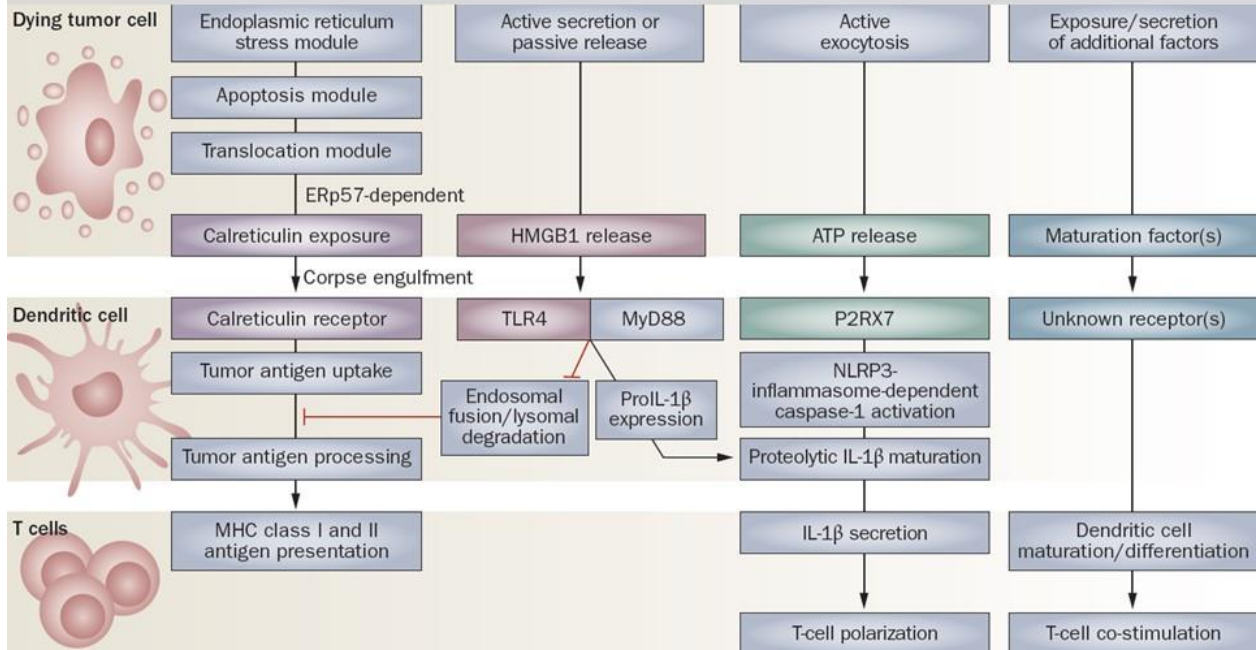 Dying tumor cell
Endoplasmic reticulum
stress module
Apoptosis module
Translocation module
ERp57-dependent
Calreticulin exposure
Corpse engulfment
Active secretion or
passive release
HMGB1 release
Active
exocytosis
ATP release
Exposure/secretion
of additional factors
Maturation factor(s)
Dendritic cell
Calreticulin receptor
Tumor antigen uptake
Tumor antigen processing
TLR4
MyD88
Endosomal
fusion/lysomal
degradation
ProIL-1β
expression
P2RX7
NLRP3-
inflammasome-dependent
caspase-1 activation
Proteolytic IL-1β maturation
Unknown receptor(s)
T cells
MHC class I and II
antigen presentation
IL-1β secretion
T-cell polarization
Dendritic cell
maturation/differentiation
T-cell co-stimulation